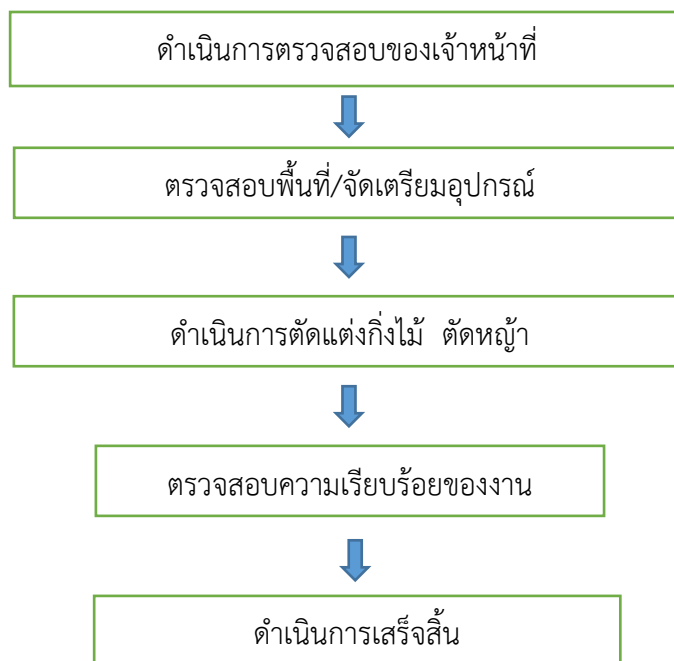 ดำเนินการตรวจสอบของเจ้าหน้าที่
ตรวจสอบพื้นที่/จัดเตรียมอุปกรณ์
ดำเนินการตัดแต่งกิ่งไม้ ตัดหญ้า
ตรวจสอบความเรียบร้อยของงาน
ดำเนินการเสร็จสิ้น